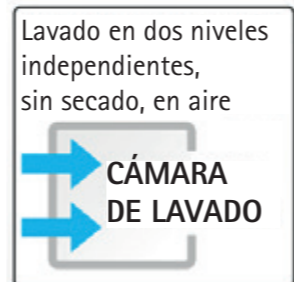 Lavado en dos niveles
independientes,
sin secado, en aire
CÁMARA
DE LAVADO